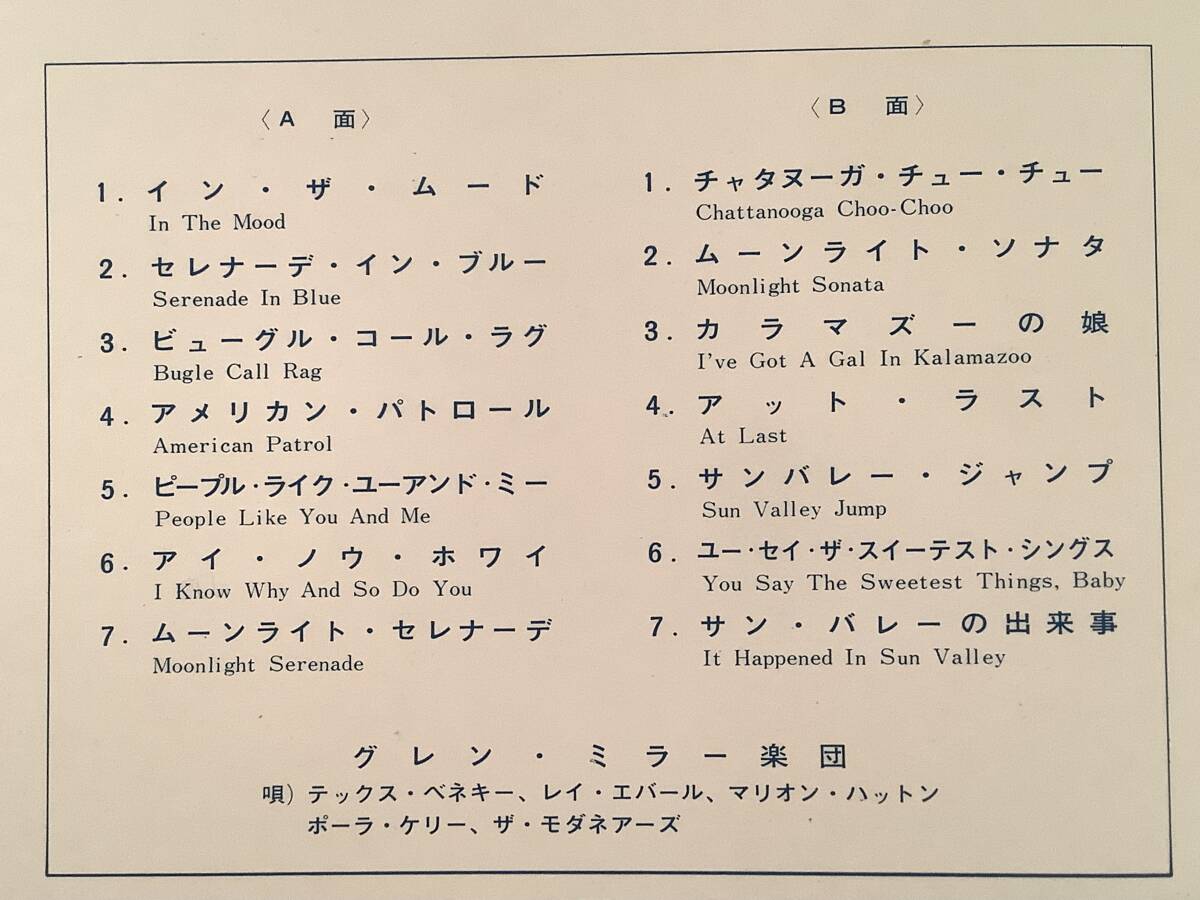 〈A 面〉
1. イン・ザ・ムード
In The Mood
2. セレナーデ・イン・ブルー
Serenade In Blue
3. ビューグル・コール・ラグ
Bugle Call Rag
4. アメリカン・パトロール
American Patrol
5. ピープル・ライク・ユーアンド・ミー
People Like You And Me
6. アイ・ノウ・ホワイ
I Know Why And So Do You
7. ムーンライト・セレナーデ
Moonlight Serenade
〈B 面〉
1. チャタヌーガ・チュー・チュー
Chattanooga Choo-Choo
2. ムーンライト・ソナタ
Moonlight Sonata
3. カラマズーの娘
I've Got A Gal In Kalamazoo
4. アット・ラスト
At Last
5. サンバレー・ジャンプ
Sun Valley Jump
6. ユー・セイ・ザ・スイーテスト・シングス
You Say The Sweetest Things, Baby
7. サン・バレーの出来事
It Happened In Sun Valley
グレン・ミラー楽団
唄）テックス・ベネキー、レイ・エバール、マリオン・ハットン
ポーラ・ケリー、ザ・モダネアーズ